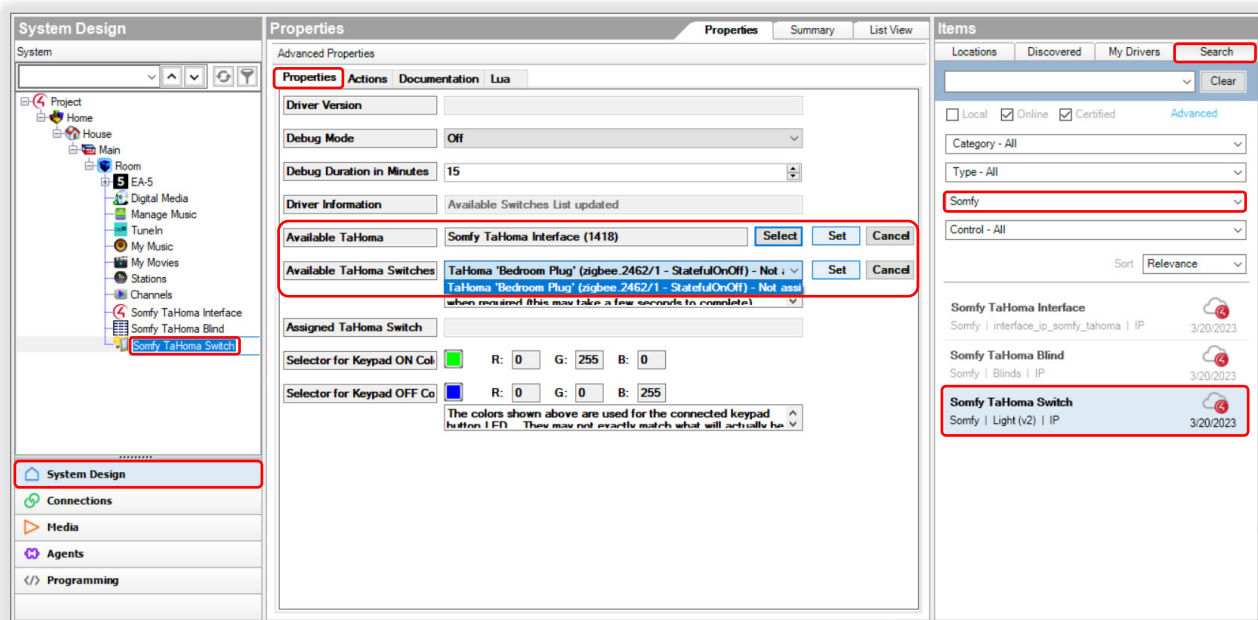 System Design
System
Project
Home
House
Main
Room
EA-5
Digital Media
Manage Music
TuneIn
My Music
My Movies
Stations
Channels
Somfy TaHoma Interface
Somfy TaHoma Blind
Somfy TaHoma Switch
System Design
Connections
Media
Agents
Programming
Properties
Properties Summary List View
Advanced Properties
Properties Actions Documentation Lua
Driver Version
Debug Mode Off
Debug Duration in Minutes 15
Driver Information Available Switches List updated
Available TaHoma Somfy TaHoma Interface (1418) Select Set Cancel
Available TaHoma Switches TaHoma 'Bedroom Plug' (zigbee.2462/1 - StatefulOnOff) - Not Set Cancel
TaHoma 'Bedroom Plug' (zigbee.2462/1 - StatefulOnOff) - Not assi
when required (this may take a few seconds to complete)
Assigned TaHoma Switch
Selector for Keypad ON Col R: 0 G: 255 B: 0
Selector for Keypad OFF Co R: 0 G: 0 B: 255
The colors shown above are used for the connected keypad
button LED. They may not exactly match what will actually be
Items
Locations Discovered My Drivers Search
Clear
Local Online Certified Advanced
Category - All
Type - All
Somfy
Control - All
Sort Relevance
Somfy TaHoma Interface
Somfy | interface_ip_somfy_tahoma | IP 3/20/2023
Somfy TaHoma Blind
Somfy | Blinds | IP 3/20/2023
Somfy TaHoma Switch
Somfy | Light (v2) | IP 3/20/2023